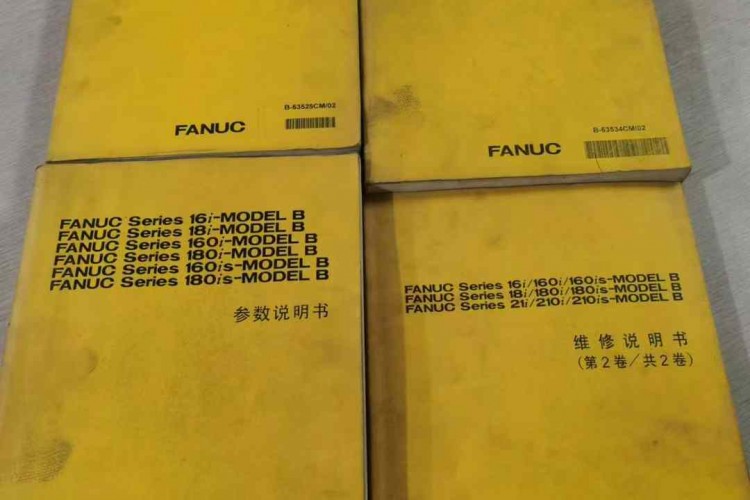 B-63525CM/02
FANUC
B-63534CM/02
FANUC
FANUC Series 16i-MODEL B
FANUC Series 18i-MODEL B
FANUC Series 160i-MODEL B
FANUC Series 180i-MODEL B
FANUC Series 160is-MODEL B
FANUC Series 180is-MODEL B
参数说明书
FANUC Series 16i/160i/160is-MODEL B
FANUC Series 18i/180i/180is-MODEL B
FANUC Series 21i/210i/210is-MODEL B
维修说明书
(第2卷/共2卷)